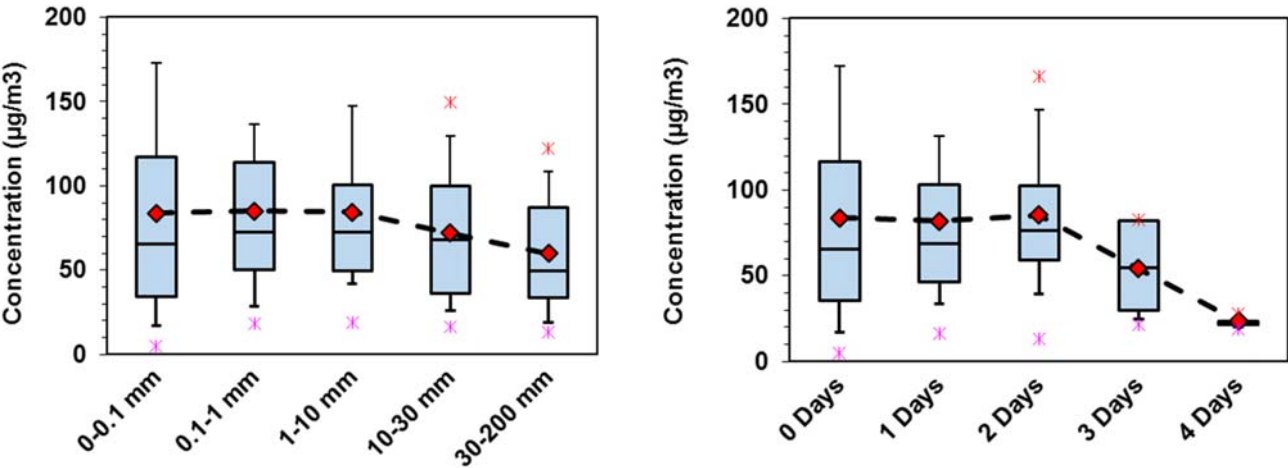 Concentration (µg/m3)
200
150
100
50
0
0-0.1 mm
0.1-1 mm
1-10 mm
10-30 mm
30-200 mm
Concentration (µg/m3)
200
150
100
50
0
0 Days
1 Days
2 Days
3 Days
4 Days